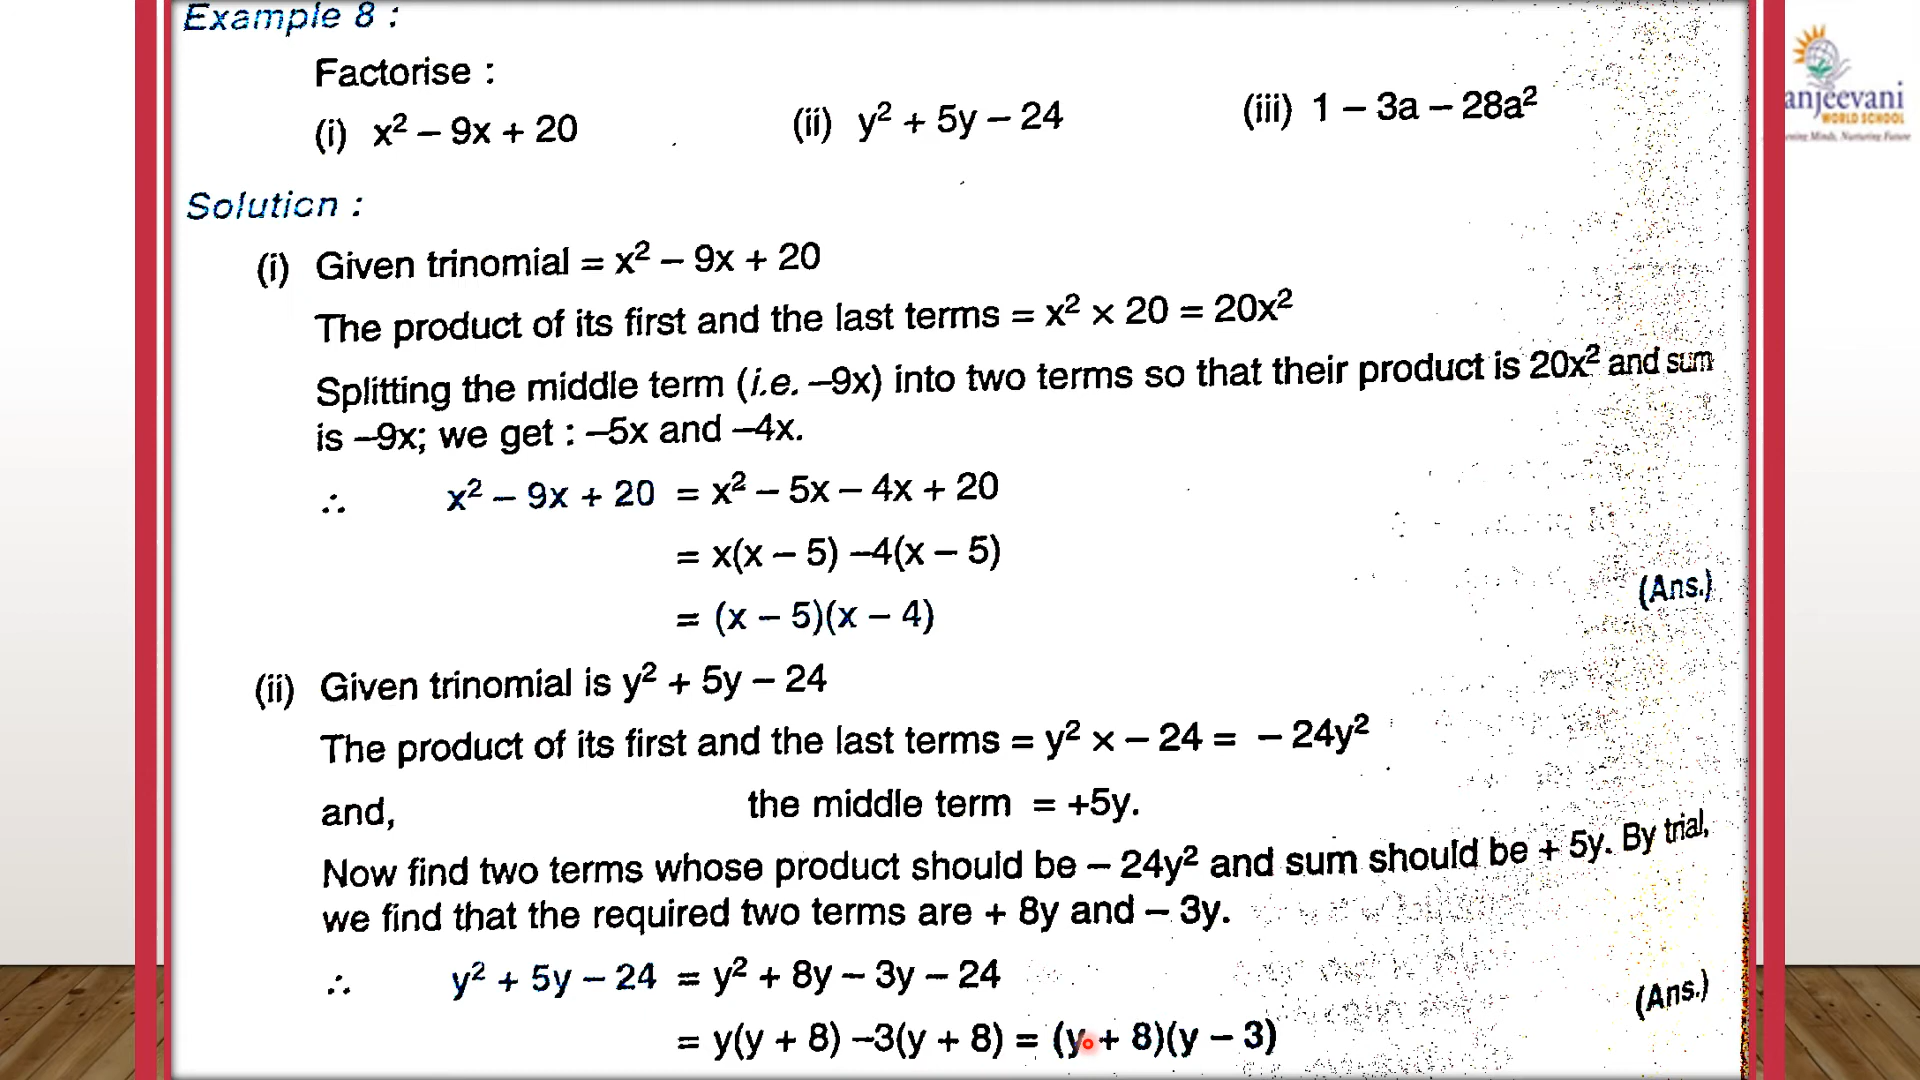 Example 8 :
Factorise :
(i) x² – 9x + 20 (ii) y² + 5y – 24 (iii) 1 – 3a – 28a²
anjeevani
WORLD SCHOOL
Minds, Nurturing Future
Solution :
(i) Given trinomial = x² – 9x + 20
The product of its first and the last terms = x² × 20 = 20x²
Splitting the middle term (i.e. –9x) into two terms so that their product is 20x² and sum
is –9x; we get : –5x and –4x.
∴ x² – 9x + 20 = x² – 5x – 4x + 20
= x(x – 5) –4(x – 5)
= (x – 5)(x – 4) (Ans.)
(ii) Given trinomial is y² + 5y – 24
The product of its first and the last terms = y² × – 24 = – 24y²
and, the middle term = +5y.
Now find two terms whose product should be – 24y² and sum should be + 5y. By trial,
we find that the required two terms are + 8y and – 3y.
∴ y² + 5y – 24 = y² + 8y – 3y – 24
= y(y + 8) –3(y + 8) = (y + 8)(y – 3) (Ans.)